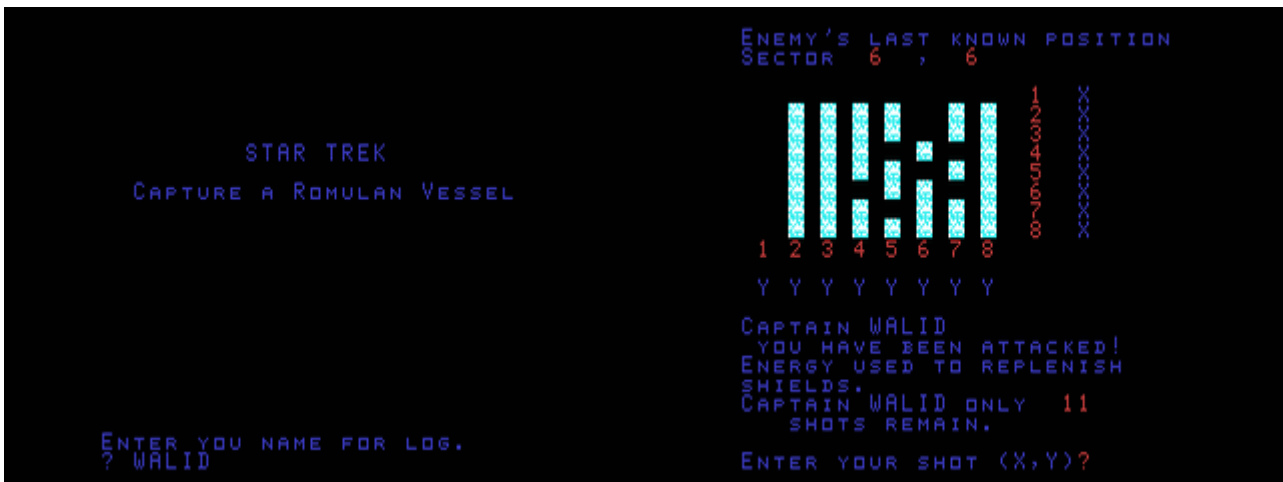 STAR TREK
CAPTURE A ROMULAN VESSEL
ENTER YOU NAME FOR LOG.
? WALID
ENEMY'S LAST KNOWN POSITION
SECTOR 6 , 6
1 X
2 X
3 X
4 X
5 X
6 X
7 X
8 X
1 2 3 4 5 6 7 8
Y Y Y Y Y Y Y Y
CAPTAIN WALID
YOU HAVE BEEN ATTACKED!
ENERGY USED TO REPLENISH
SHIELDS.
CAPTAIN WALID ONLY 11
SHOTS REMAIN.
ENTER YOUR SHOT (X,Y)?